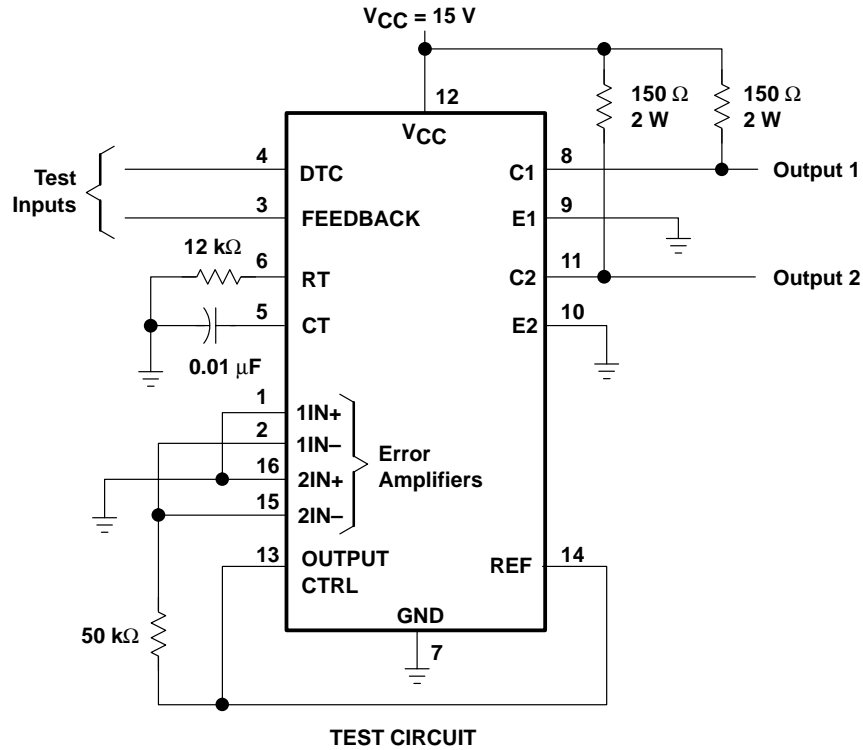 VCC = 15 V
12
VCC
150 Ω
2 W
150 Ω
2 W
Test
Inputs
4
DTC
3
FEEDBACK
12 kΩ
6
RT
5
CT
0.01 μF
1
1IN+
2
1IN–
16
2IN+
15
2IN–
Error
Amplifiers
13
OUTPUT
CTRL
50 kΩ
C1
8
Output 1
E1
9
C2
11
Output 2
E2
10
REF
14
GND
7
TEST CIRCUIT